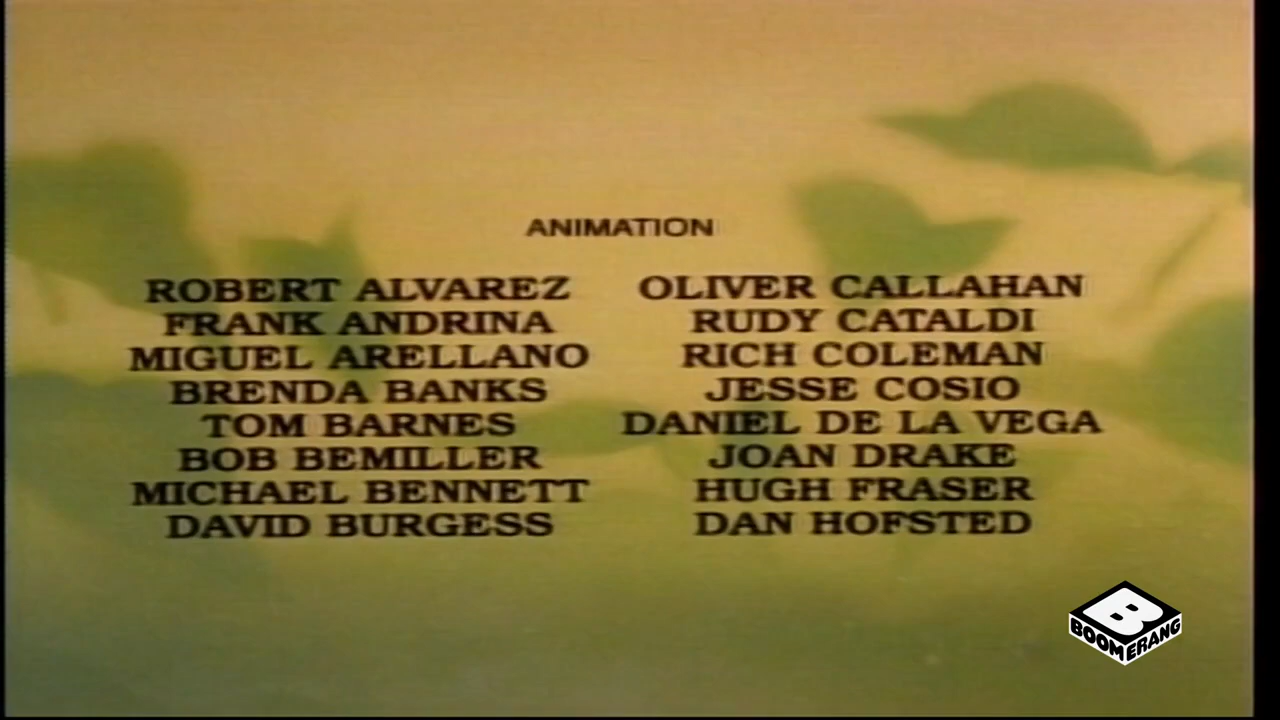 ANIMATION
ROBERT ALVAREZ
FRANK ANDRINA
MIGUEL ARELLANO
BRENDA BANKS
TOM BARNES
BOB BEMILLER
MICHAEL BENNETT
DAVID BURGESS
OLIVER CALLAHAN
RUDY CATALDI
RICH COLEMAN
JESSE COSIO
DANIEL DE LA VEGA
JOAN DRAKE
HUGH FRASER
DAN HOFSTED
B
BOOMERANG